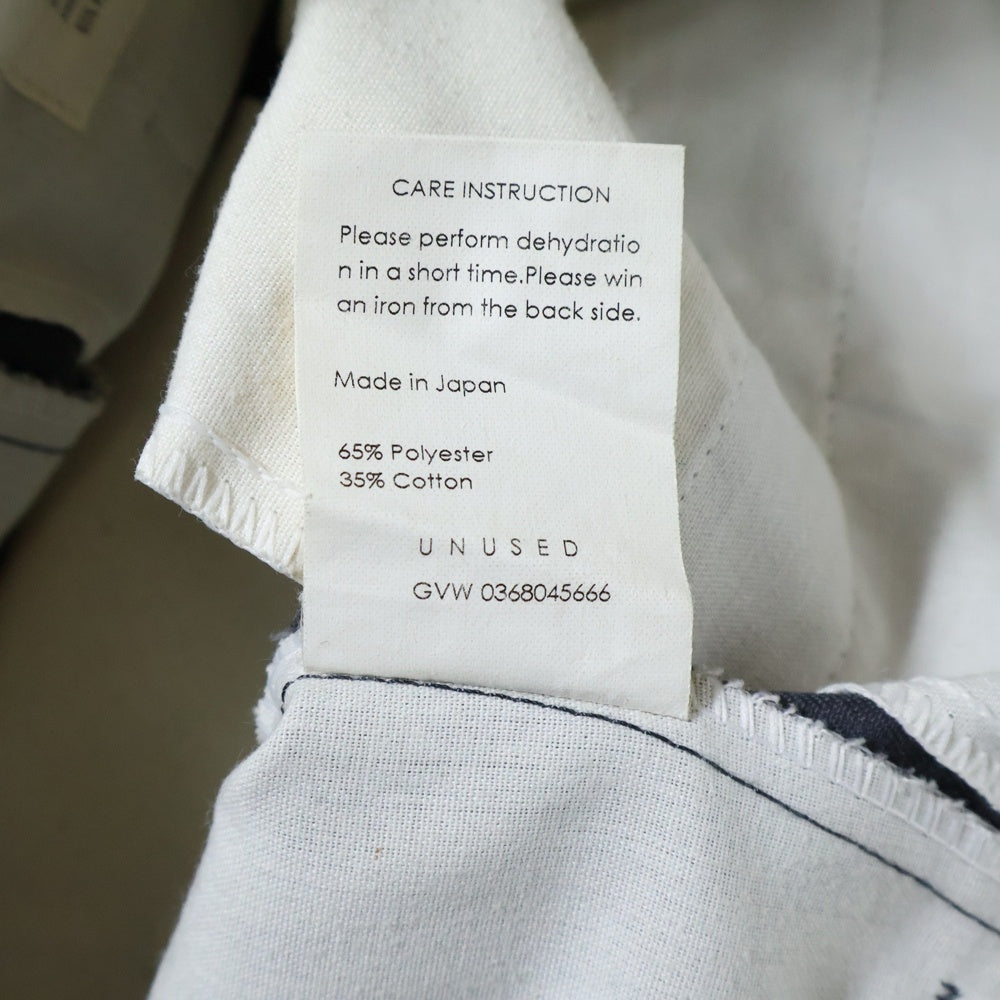 CARE INSTRUCTION
Please perform dehydratio
n in a short time.Please win
an iron from the back side.
Made in Japan
65% Polyester
35% Cotton
UNUSED
GVW 0368045666